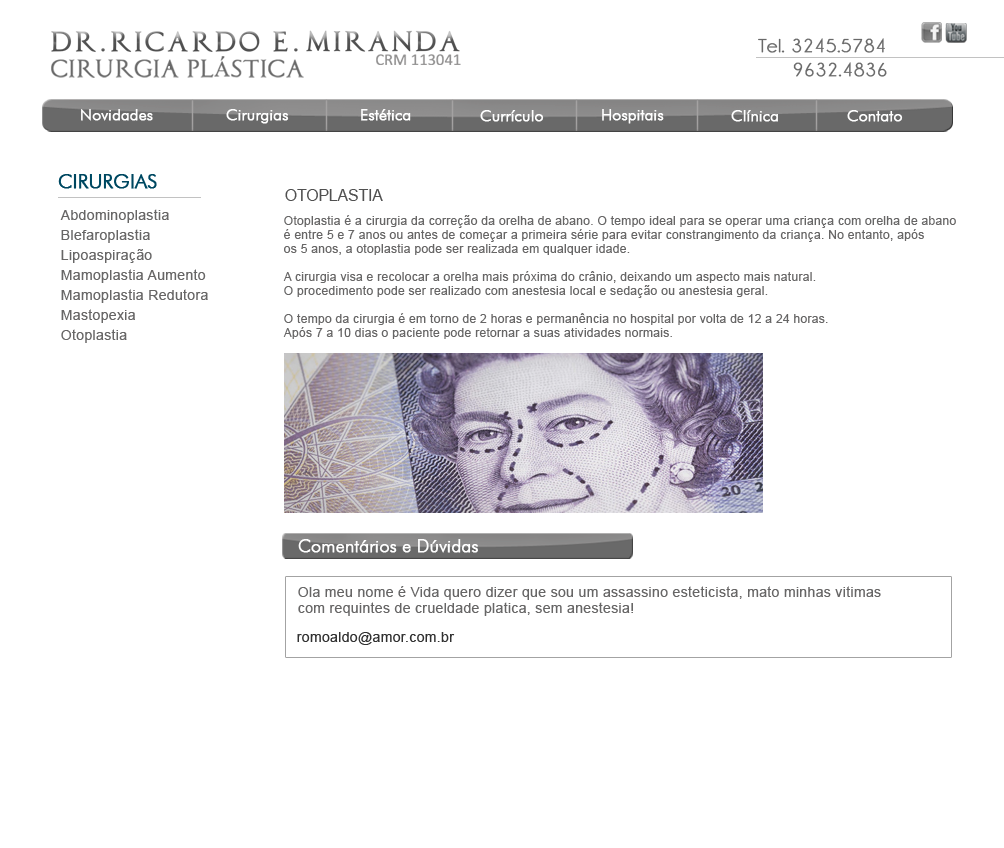 DR. RICARDO E. MIRANDA
CIRURGIA PLÁSTICA
CRM 113041
Tel. 3245.5784
9632.4836
f
You Tube
Novidades
Cirurgias
Estética
Currículo
Hospitais
Clínica
Contato
CIRURGIAS
Abdominoplastia
Blefaroplastia
Lipoaspiração
Mamoplastia Aumento
Mamoplastia Redutora
Mastopexia
Otoplastia
OTOPLASTIA
Otoplastia é a cirurgia da correção da orelha de abano. O tempo ideal para se operar uma criança com orelha de abano
é entre 5 e 7 anos ou antes de começar a primeira série para evitar constrangimento da criança. No entanto, após
os 5 anos, a otoplastia pode ser realizada em qualquer idade.
A cirurgia visa e recolocar a orelha mais próxima do crânio, deixando um aspecto mais natural.
O procedimento pode ser realizado com anestesia local e sedação ou anestesia geral.
O tempo da cirurgia é em torno de 2 horas e permanência no hospital por volta de 12 a 24 horas.
Após 7 a 10 dias o paciente pode retornar a suas atividades normais.
20
Comentários e Dúvidas
Ola meu nome é Vida quero dizer que sou um assassino esteticista, mato minhas vitimas
com requintes de crueldade platica, sem anestesia!
romoaldo@amor.com.br